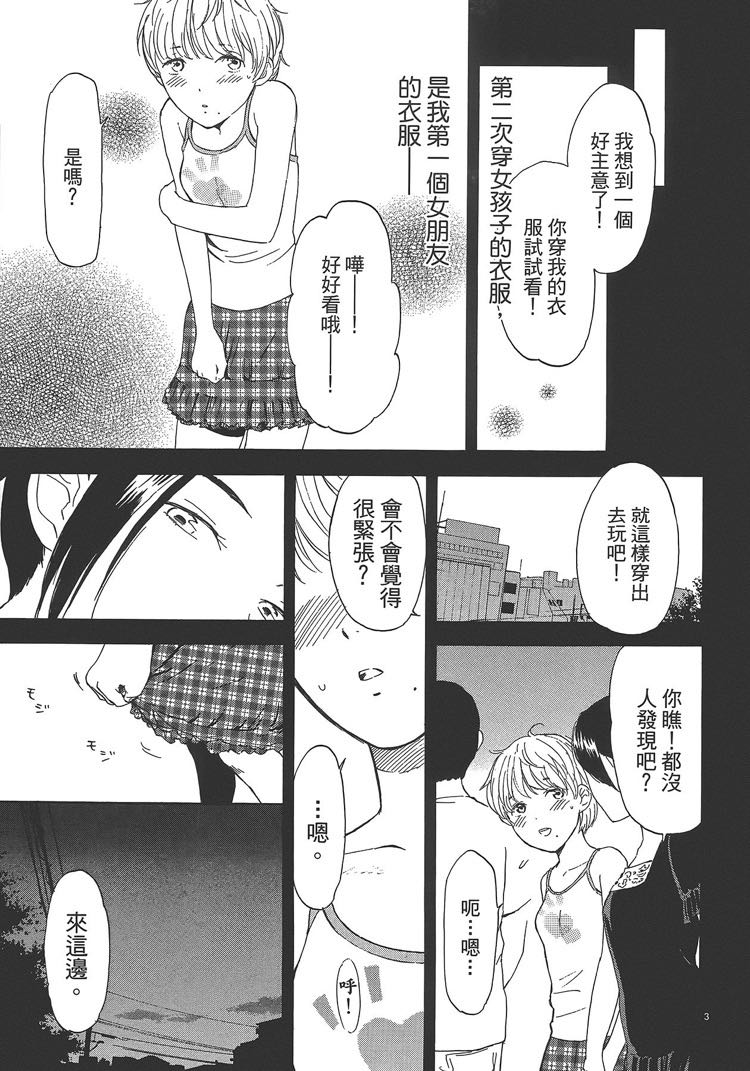 我想到一個
好主意了！
你穿我的衣
服試試看！
第二次穿女孩子的衣服，
是我第一個女朋友
的衣服——
嘩——！
好好看哦——！
是嗎？
就這樣穿出
去玩吧！
你瞧！都沒
人發現吧？
呃…嗯…
會不會覺得
很緊張？
…嗯。
呼！
モジ
モジ
來這邊。
3